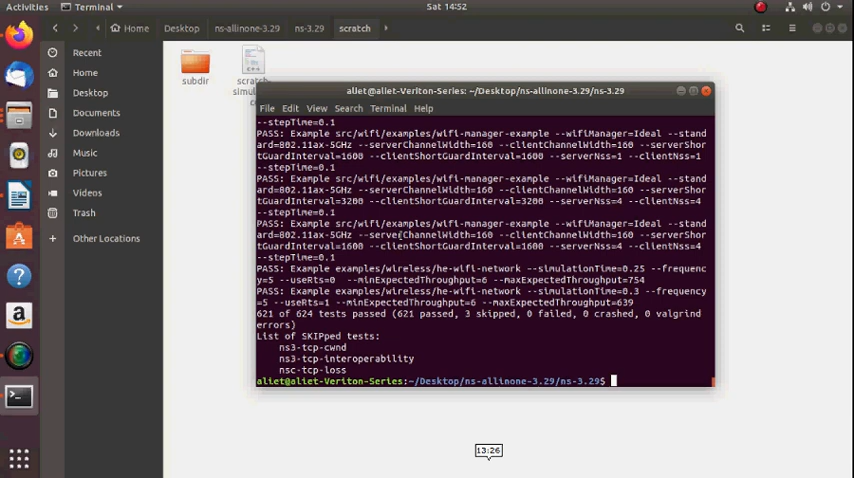 Activities
Terminal
Sat 14:52
Home
Desktop
ns-allinone-3.29
ns-3.29
scratch
Recent
Home
Desktop
Documents
Downloads
Music
Pictures
Videos
Trash
Other Locations
subdir
scratch-
aliet@aliet-Veriton-Series: ~/Desktop/ns-allinone-3.29/ns-3.29
File Edit View Search Terminal Help
--stepTime=0.1
PASS: Example src/wifi/examples/wifi-manager-example --wifiManager=Ideal --stand
ard=802.11ax-5GHz --serverChannelWidth=160 --clientChannelWidth=160 --serverShor
tGuardInterval=1600 --clientShortGuardInterval=1600 --serverNss=1 --clientNss=1
--stepTime=0.1
PASS: Example src/wifi/examples/wifi-manager-example --wifiManager=Ideal --stand
ard=802.11ax-5GHz --serverChannelWidth=160 --clientChannelWidth=160 --serverShor
tGuardInterval=3200 --clientShortGuardInterval=3200 --serverNss=4 --clientNss=4
--stepTime=0.1
PASS: Example src/wifi/examples/wifi-manager-example --wifiManager=Ideal --stand
ard=802.11ax-5GHz --serverChannelWidth=160 --clientChannelWidth=160 --serverShor
tGuardInterval=1600 --clientShortGuardInterval=1600 --serverNss=4 --clientNss=4
--stepTime=0.1
PASS: Example examples/wireless/he-wifi-network --simulationTime=0.25 --frequenc
y=5 --useRts=0 --minExpectedThroughput=6 --maxExpectedThroughput=754
PASS: Example examples/wireless/he-wifi-network --simulationTime=0.3 --frequency
=5 --useRts=1 --minExpectedThroughput=6 --maxExpectedThroughput=639
621 of 624 tests passed (621 passed, 3 skipped, 0 failed, 0 crashed, 0 valgrind
errors)
List of SKIPped tests:
ns3-tcp-cwnd
ns3-tcp-interoperability
nsc-tcp-loss
aliet@aliet-Veriton-Series:~/Desktop/ns-allinone-3.29/ns-3.29$
13:26